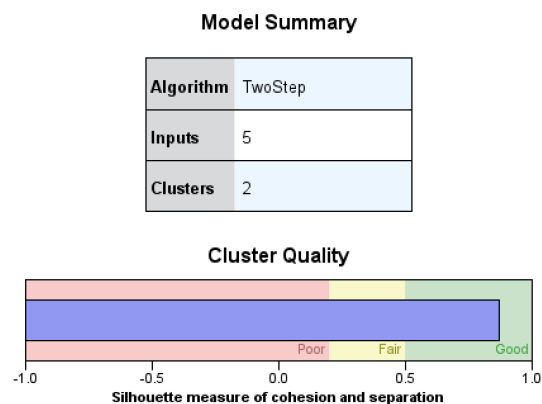 Model Summary
Algorithm TwoStep
Inputs 5
Clusters 2
Cluster Quality
Poor Fair Good
-1.0 -0.5 0.0 0.5 1.0
Silhouette measure of cohesion and separation